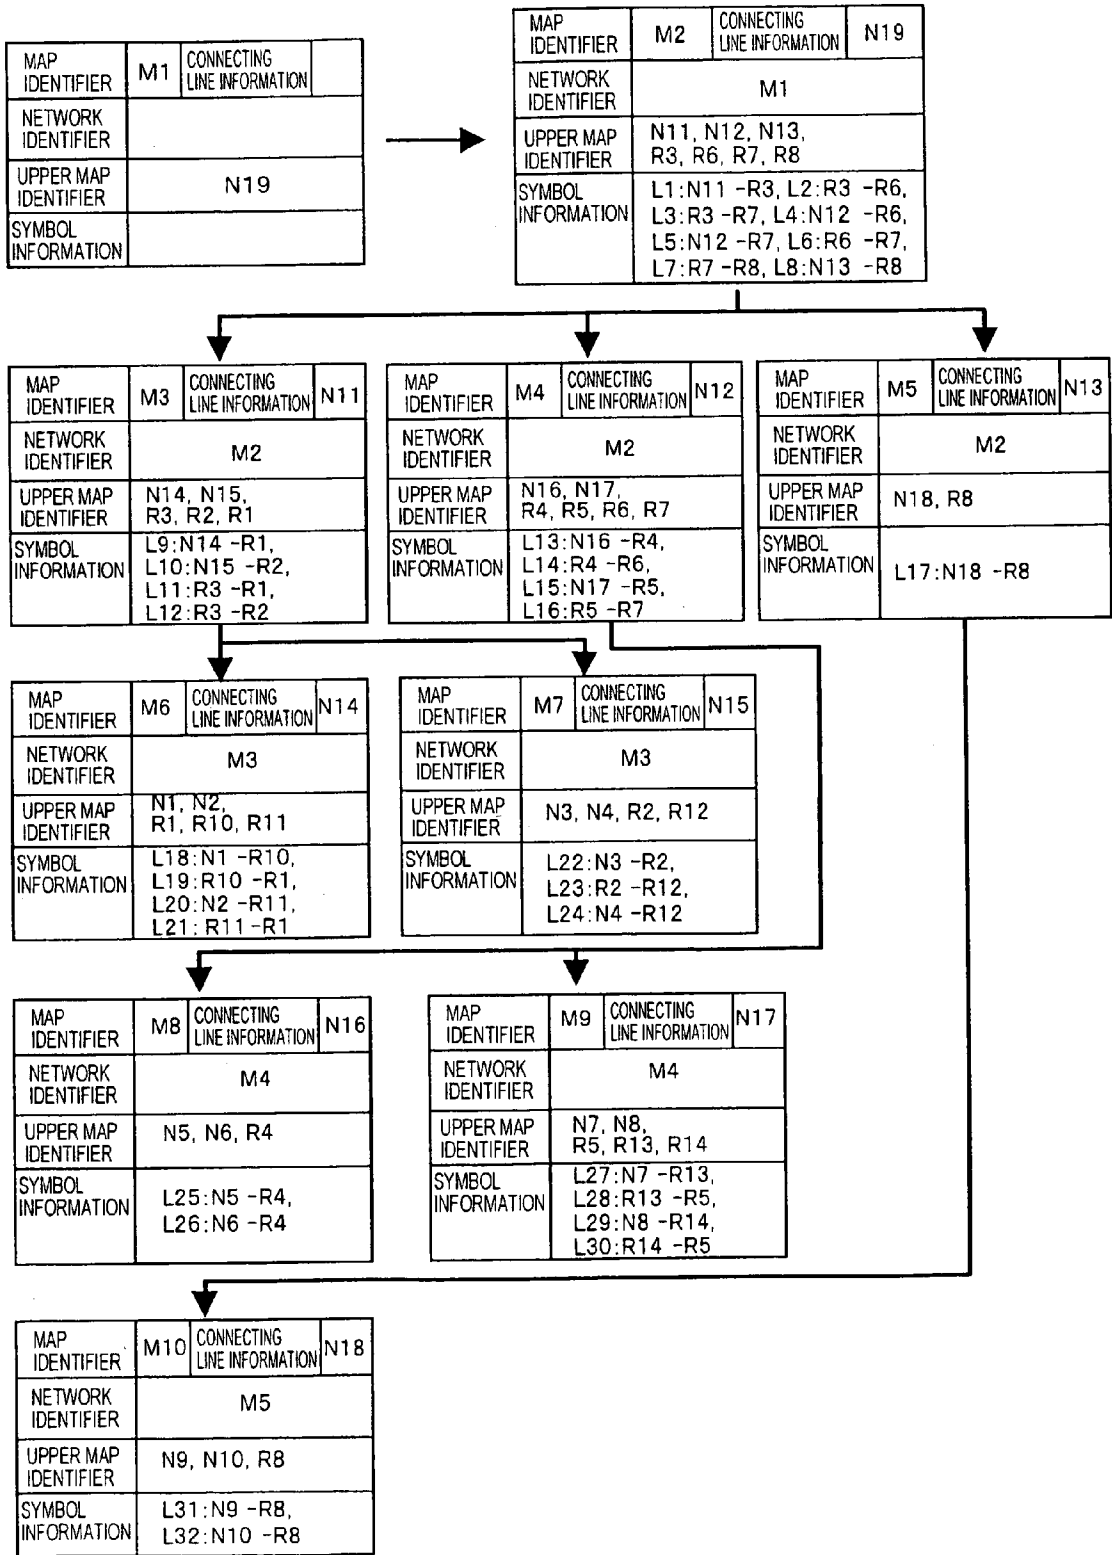 MAP IDENTIFIER M1 CONNECTING LINE INFORMATION
NETWORK IDENTIFIER
UPPER MAP IDENTIFIER N19
SYMBOL INFORMATION
MAP IDENTIFIER M2 CONNECTING LINE INFORMATION N19
NETWORK IDENTIFIER M1
UPPER MAP IDENTIFIER N11, N12, N13,
R3, R6, R7, R8
SYMBOL INFORMATION L1:N11 -R3, L2:R3 -R6,
L3:R3 -R7, L4:N12 -R6,
L5:N12 -R7, L6:R6 -R7,
L7:R7 -R8, L8:N13 -R8
MAP IDENTIFIER M3 CONNECTING LINE INFORMATION N11
NETWORK IDENTIFIER M2
UPPER MAP IDENTIFIER N14, N15,
R3, R2, R1
SYMBOL INFORMATION L9:N14 -R1,
L10:N15 -R2,
L11:R3 -R1,
L12:R3 -R2
MAP IDENTIFIER M4 CONNECTING LINE INFORMATION N12
NETWORK IDENTIFIER M2
UPPER MAP IDENTIFIER N16, N17,
R4, R5, R6, R7
SYMBOL INFORMATION L13:N16 -R4,
L14:R4 -R6,
L15:N17 -R5,
L16:R5 -R7
MAP IDENTIFIER M5 CONNECTING LINE INFORMATION N13
NETWORK IDENTIFIER M2
UPPER MAP IDENTIFIER N18, R8
SYMBOL INFORMATION L17:N18 -R8
MAP IDENTIFIER M6 CONNECTING LINE INFORMATION N14
NETWORK IDENTIFIER M3
UPPER MAP IDENTIFIER N1, N2,
R1, R10, R11
SYMBOL INFORMATION L18:N1 -R10,
L19:R10 -R1,
L20:N2 -R11,
L21:R11 -R1
MAP IDENTIFIER M7 CONNECTING LINE INFORMATION N15
NETWORK IDENTIFIER M3
UPPER MAP IDENTIFIER N3, N4, R2, R12
SYMBOL INFORMATION L22:N3 -R2,
L23:R2 -R12,
L24:N4 -R12
MAP IDENTIFIER M8 CONNECTING LINE INFORMATION N16
NETWORK IDENTIFIER M4
UPPER MAP IDENTIFIER N5, N6, R4
SYMBOL INFORMATION L25:N5 -R4,
L26:N6 -R4
MAP IDENTIFIER M9 CONNECTING LINE INFORMATION N17
NETWORK IDENTIFIER M4
UPPER MAP IDENTIFIER N7, N8,
R5, R13, R14
SYMBOL INFORMATION L27:N7 -R13,
L28:R13 -R5,
L29:N8 -R14,
L30:R14 -R5
MAP IDENTIFIER M10 CONNECTING LINE INFORMATION N18
NETWORK IDENTIFIER M5
UPPER MAP IDENTIFIER N9, N10, R8
SYMBOL INFORMATION L31:N9 -R8,
L32:N10 -R8